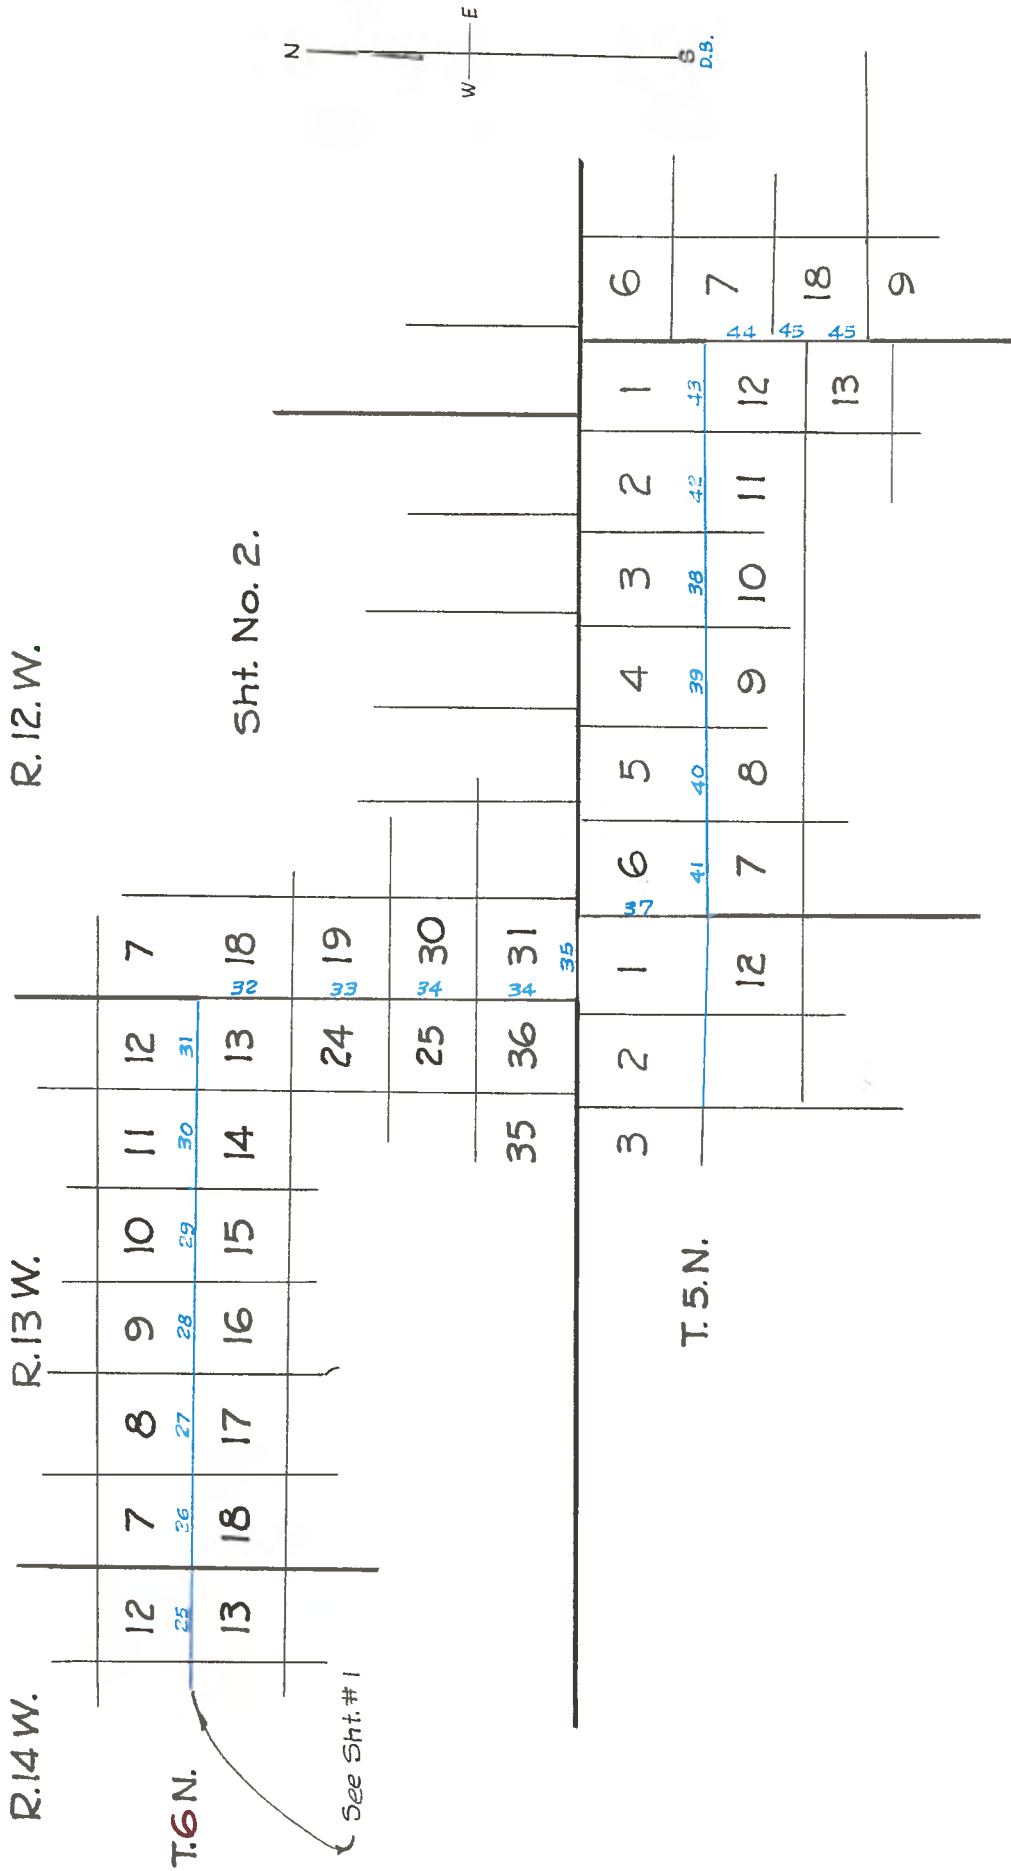 R.14 W. R.13 W. R.12.W.
N
W E
S
D.B.
T.6 N.
12 7 8 9 10 11 12 7
25 26 27 28 29 30 31
13 18 17 16 15 14 13 18
32
Sht. No. 2.
See Sht.#1
24 19
33
25 30
34
35 36 31
34
35
3 2 1 6 5 4 3 2 1 6
37
41 40 39 38 42 43
T.5.N.
12 7 8 9 10 11 12 7
44
45
13 18
45
9